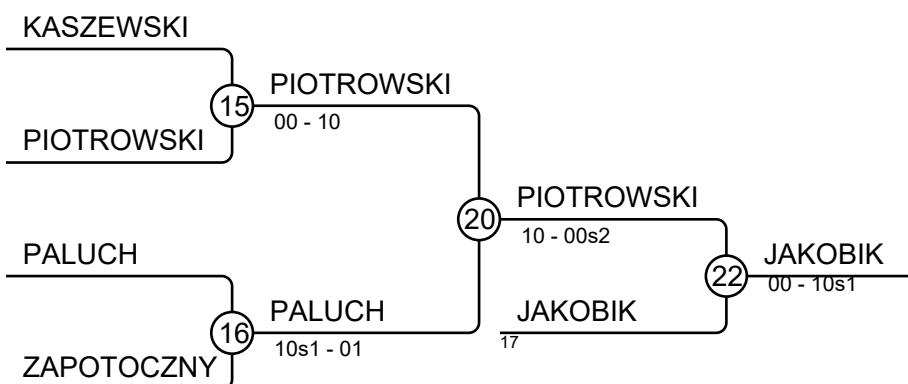 KASZEWSKI
15
PIOTROWSKI
00 - 10
PIOTROWSKI
20
PIOTROWSKI
10 - 00s2
PALUCH
22
JAKOBIK
00 - 10s1
16
PALUCH
10s1 - 01
JAKOBIK
17
ZAPOTOCZNY